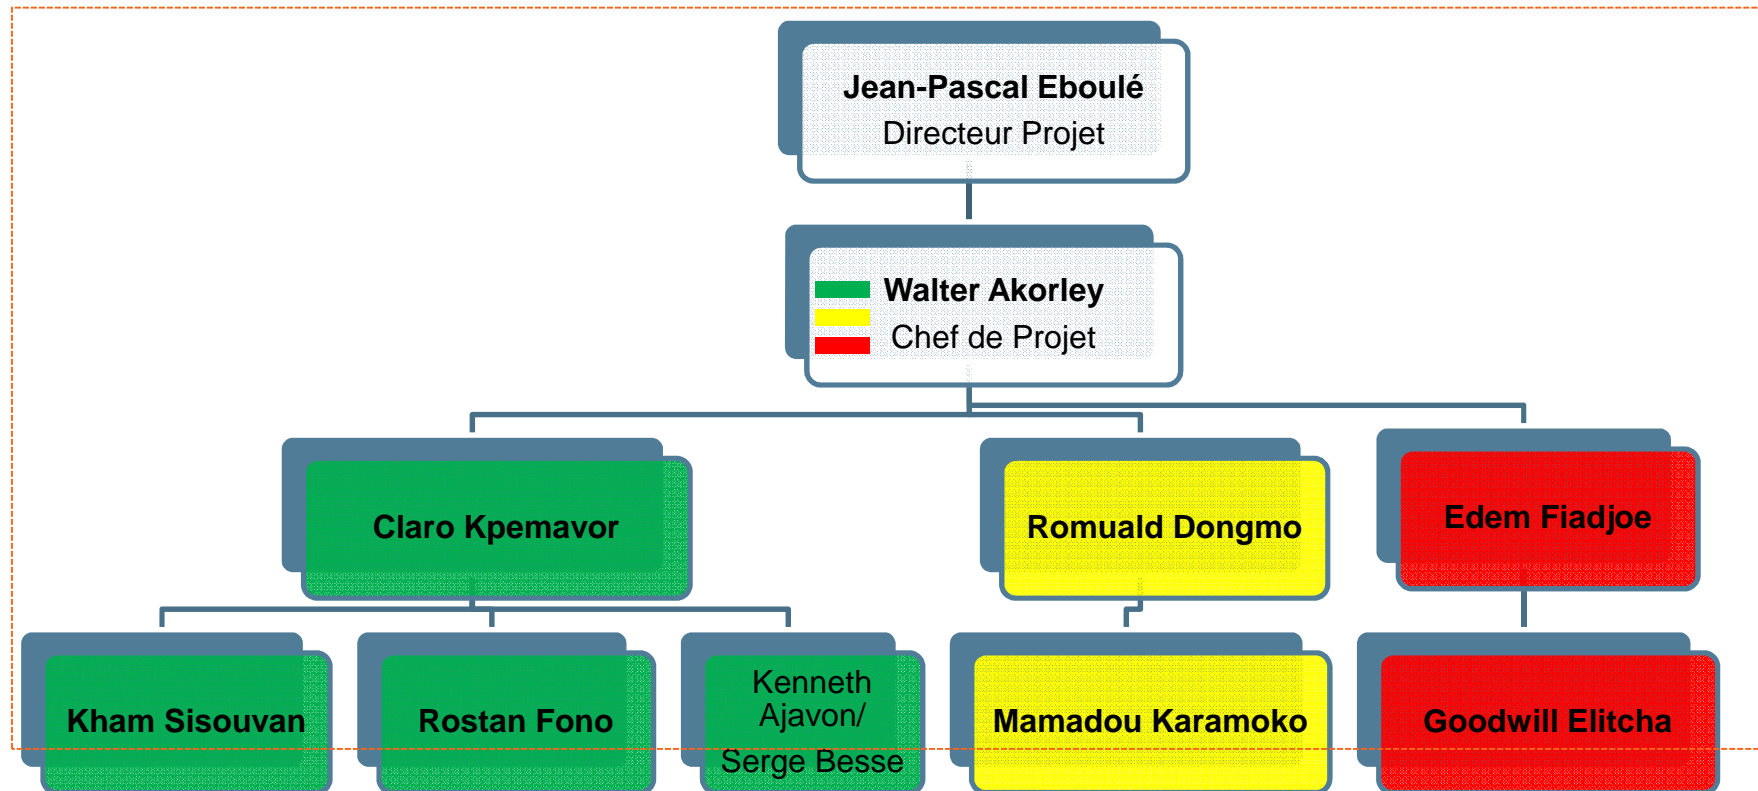 Jean-Pascal Eboulé
Directeur Projet
Walter Akorley
Chef de Projet
Claro Kpemavor
Romuald Dongmo
Edem Fiadjoe
Kham Sisouvan
Rostan Fono
Kenneth
Ajavon/
Serge Besse
Mamadou Karamoko
Goodwill Elitcha